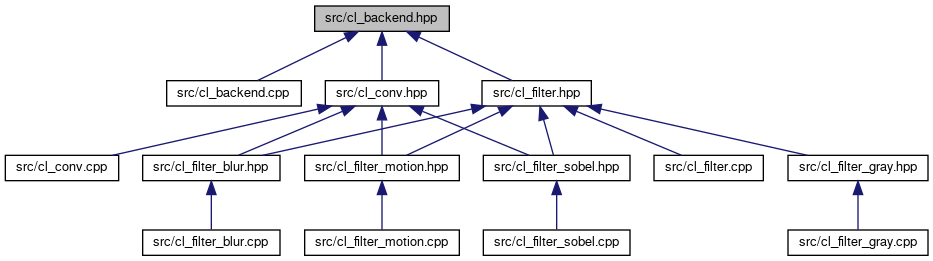 src/cl_backend.hpp
src/cl_backend.cpp
src/cl_conv.hpp
src/cl_filter.hpp
src/cl_conv.cpp
src/cl_filter_blur.hpp
src/cl_filter_motion.hpp
src/cl_filter_sobel.hpp
src/cl_filter.cpp
src/cl_filter_gray.hpp
src/cl_filter_blur.cpp
src/cl_filter_motion.cpp
src/cl_filter_sobel.cpp
src/cl_filter_gray.cpp